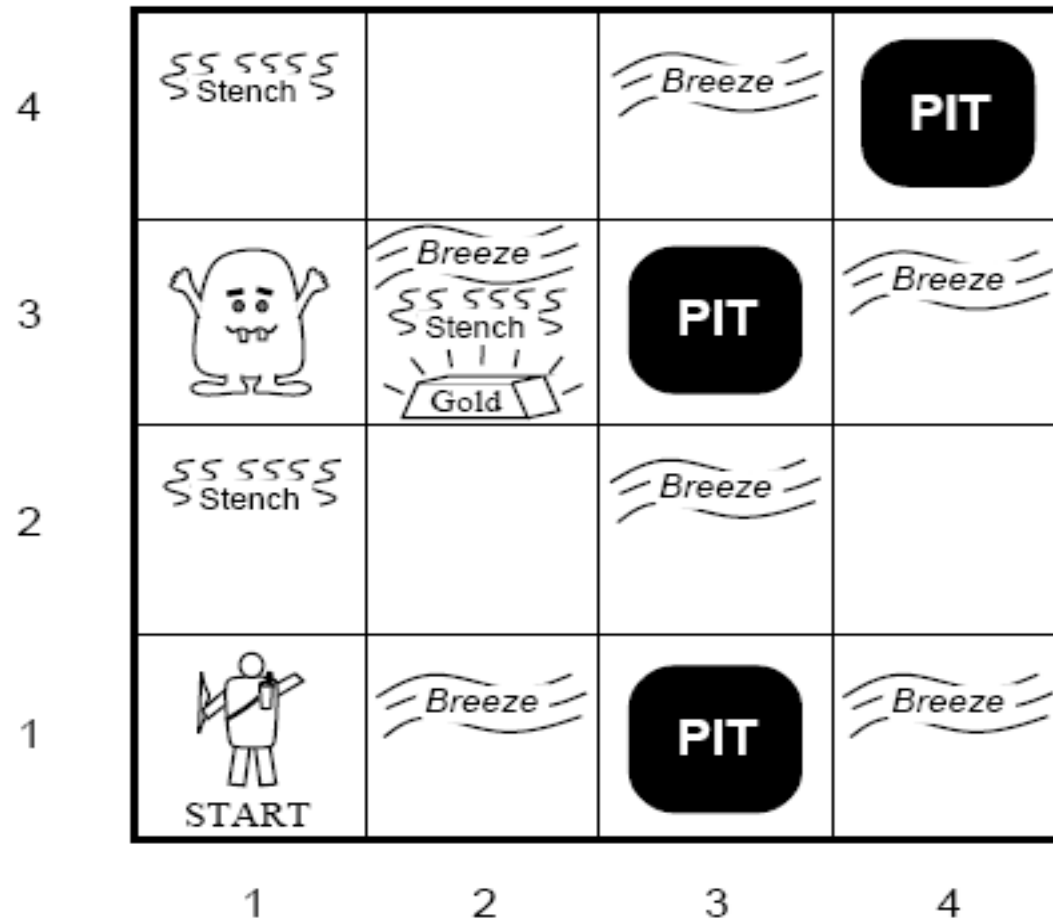 4
Stench
Breeze
PIT
3
Breeze
Stench
Gold
PIT
Breeze
2
Stench
Breeze
1
START
Breeze
PIT
Breeze
1 2 3 4